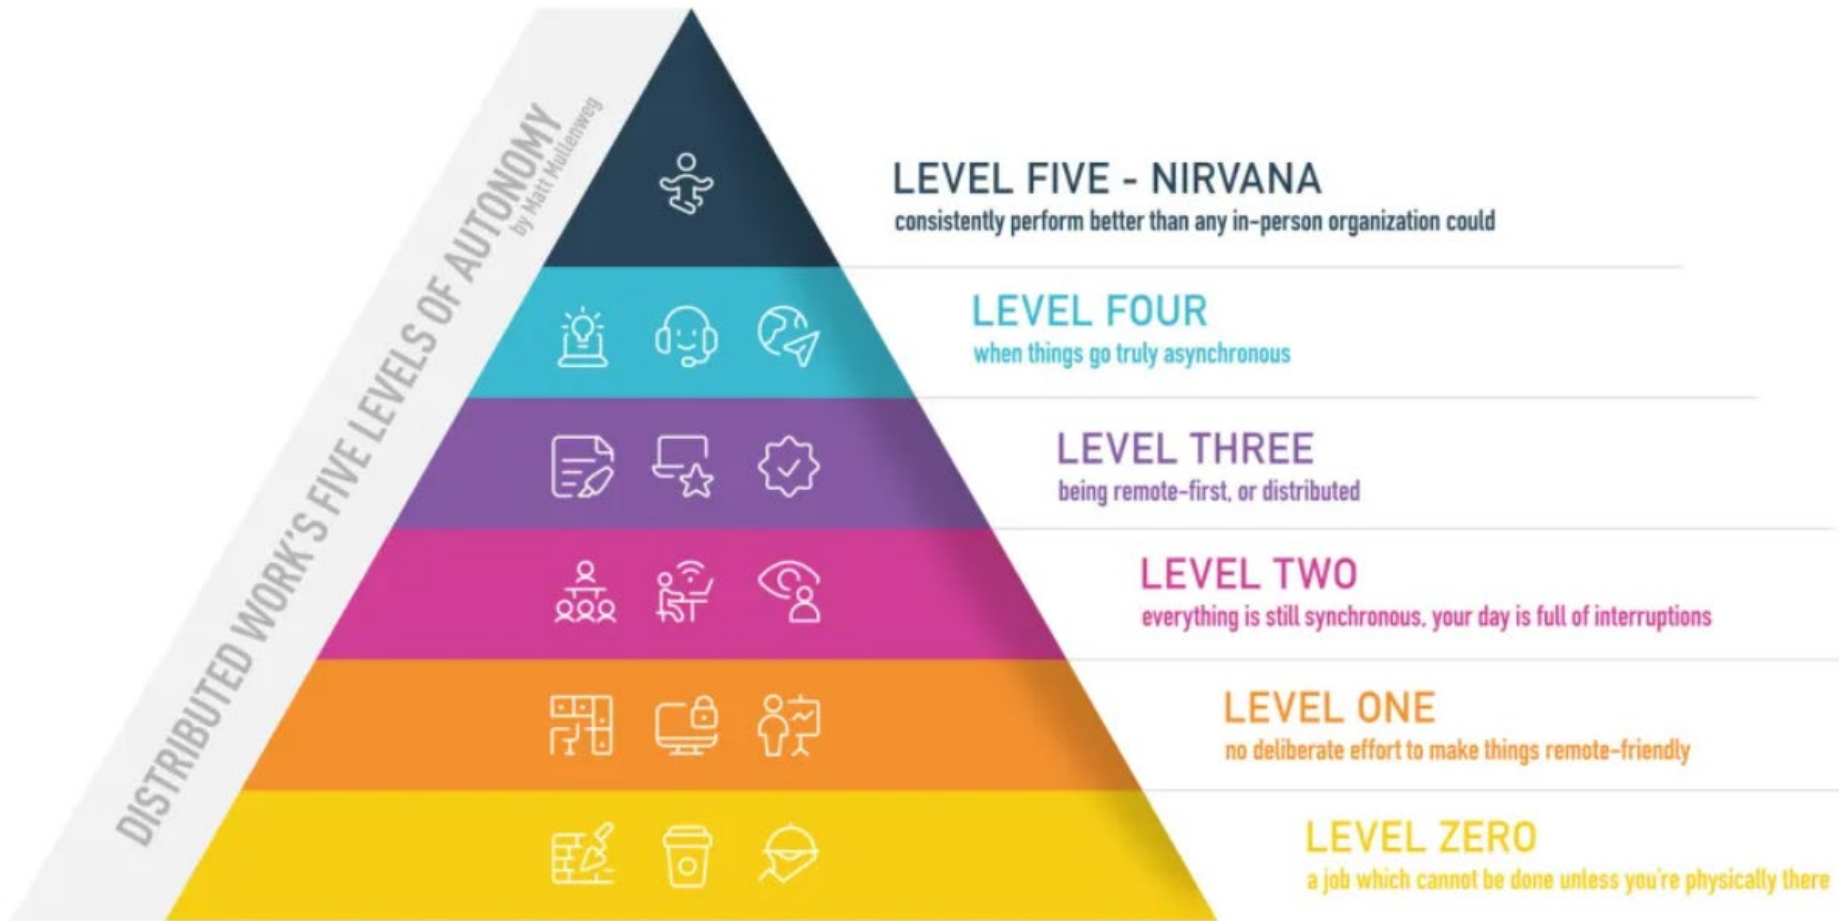 DISTRIBUTED WORK'S FIVE LEVELS OF AUTONOMY
by Matt Mullenweg
LEVEL FIVE - NIRVANA
consistently perform better than any in-person organization could
LEVEL FOUR
when things go truly asynchronous
LEVEL THREE
being remote-first, or distributed
LEVEL TWO
everything is still synchronous, your day is full of interruptions
LEVEL ONE
no deliberate effort to make things remote-friendly
LEVEL ZERO
a job which cannot be done unless you're physically there